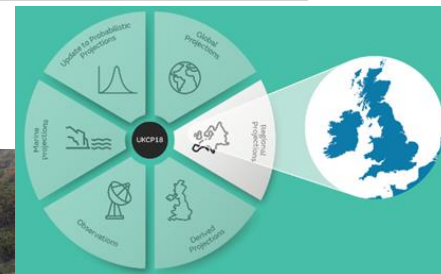 Update to Probabilistic
Projections
Global
Projections
Regional
Projections
Derived
Projections
Observations
Marine
projections
UKCP18